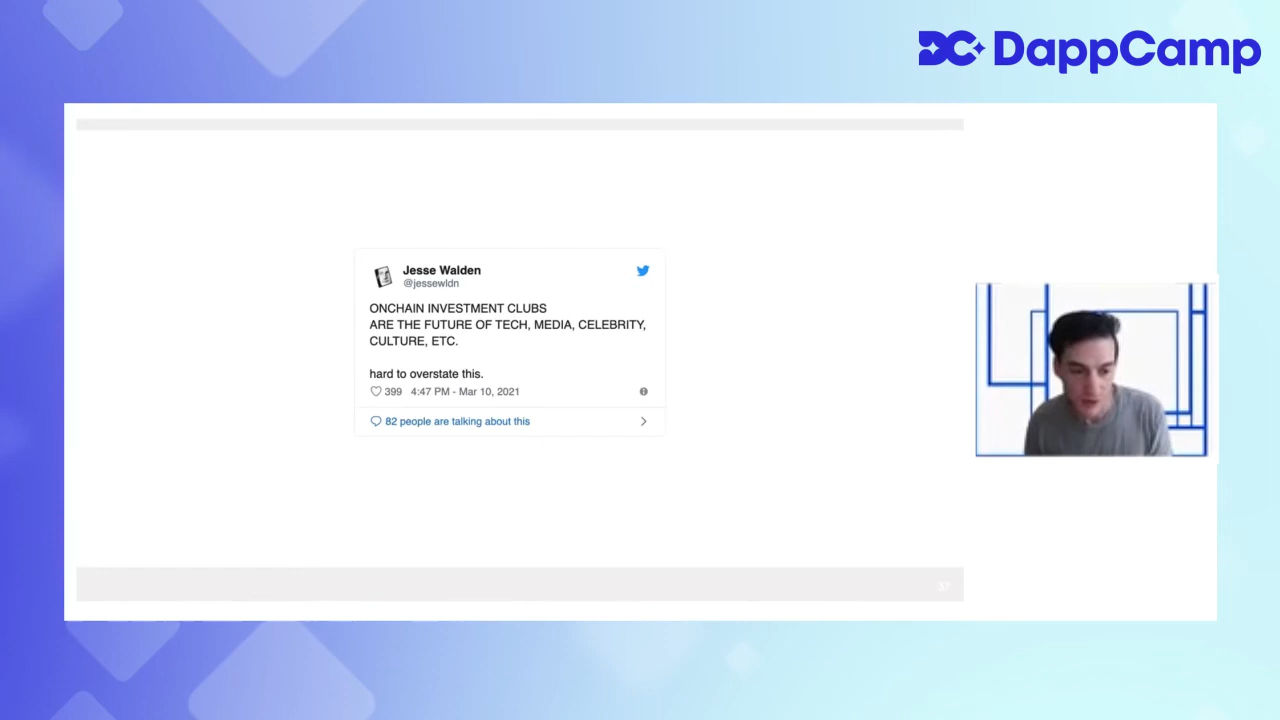 DappCamp
Jesse Walden
@jessewldn
ONCHAIN INVESTMENT CLUBS
ARE THE FUTURE OF TECH, MEDIA, CELEBRITY,
CULTURE, ETC.
hard to overstate this.
399 4:47 PM - Mar 10, 2021
82 people are talking about this